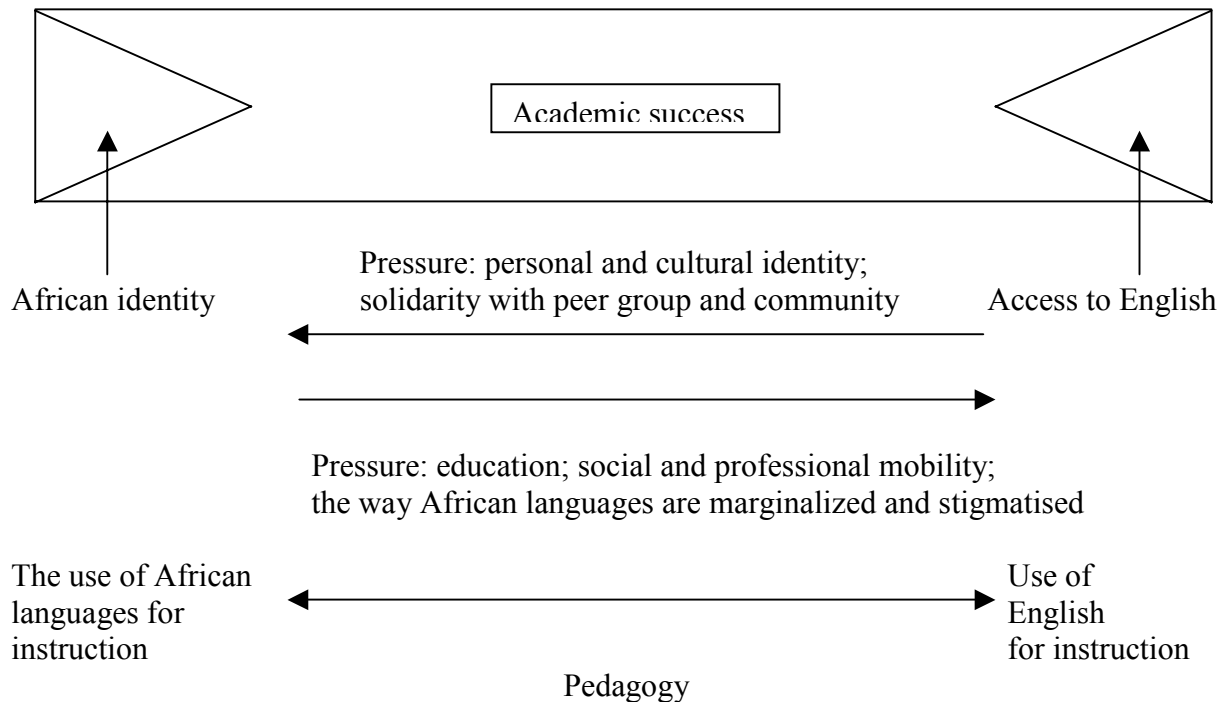 Academic success
Pressure: personal and cultural identity;
solidarity with peer group and community
African identity
Access to English
Pressure: education; social and professional mobility;
the way African languages are marginalized and stigmatised
The use of African
languages for
instruction
Use of
English
for instruction
Pedagogy